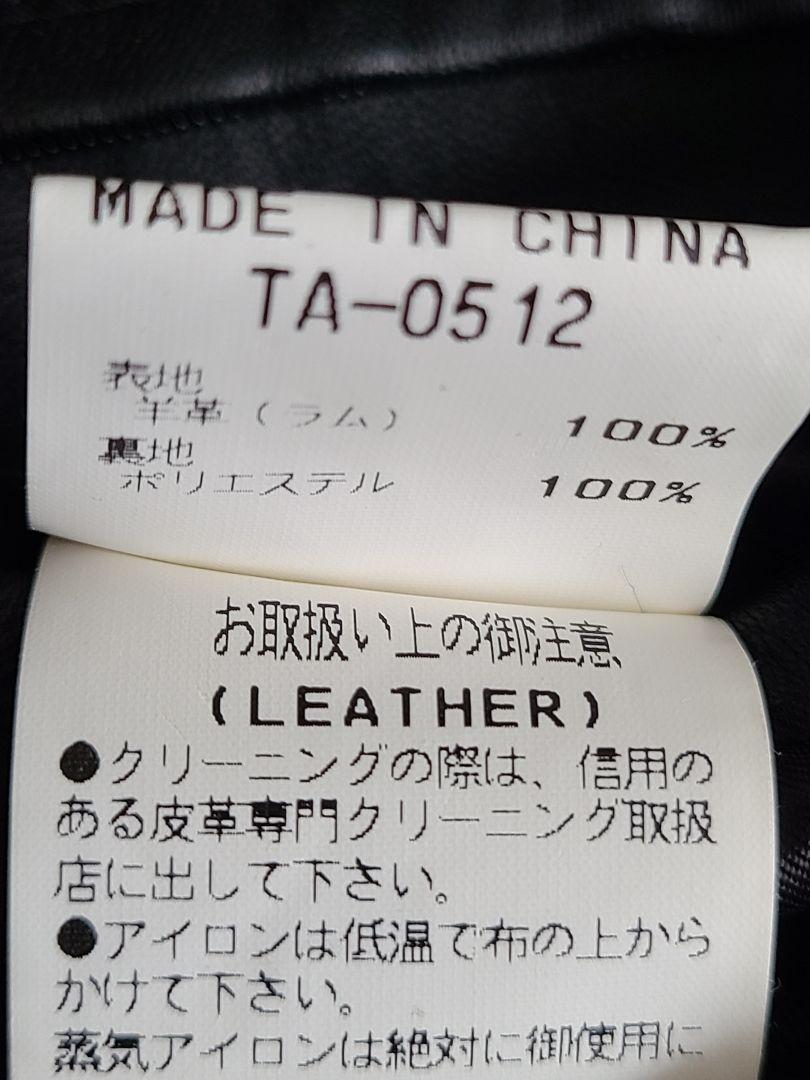 MADE IN CHINA
TA-0512
表地
羊革(ラム) 100%
裏地
ポリエステル 100%
お取扱い上の御注意
(LEATHER)
●クリーニングの際は、信用の
ある皮革専門クリーニング取扱
店に出して下さい。
●アイロンは低温で布の上から
かけて下さい。
蒸気アイロンは絶対に御使用に